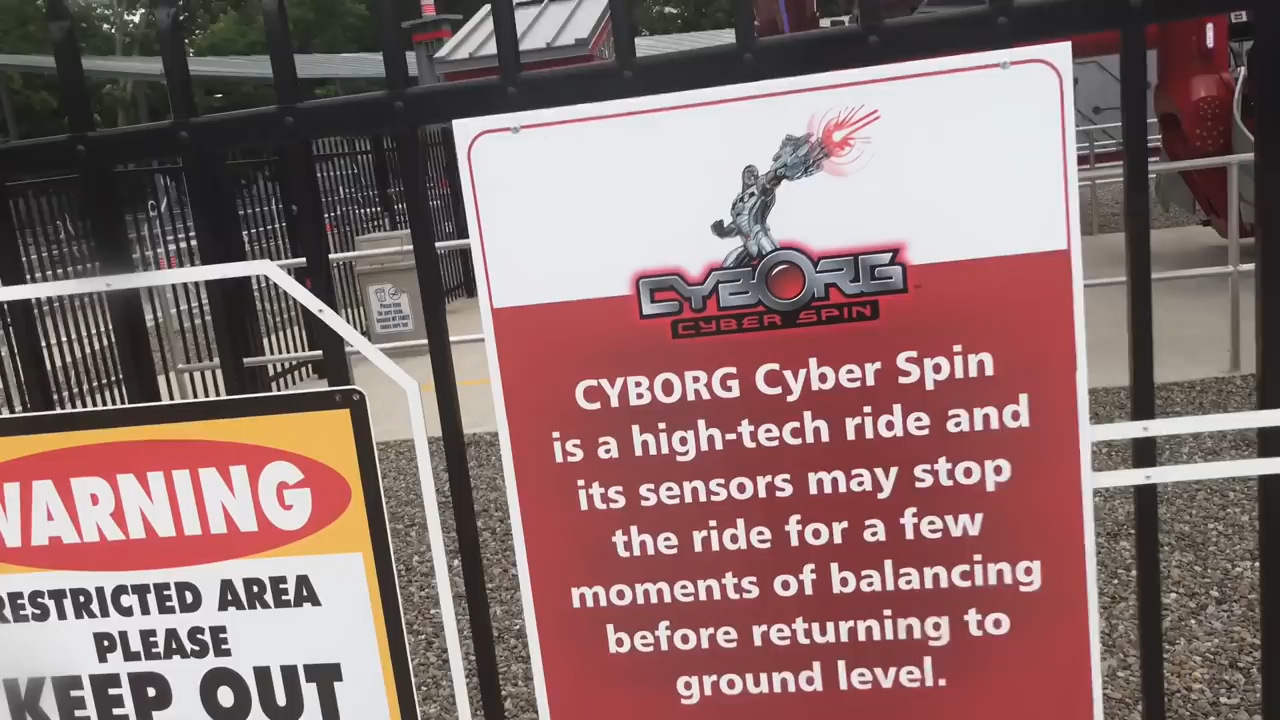 CYBORG
CYBER SPIN
CYBORG Cyber Spin
is a high-tech ride and
its sensors may stop
the ride for a few
moments of balancing
before returning to
ground level.
WARNING
RESTRICTED AREA
PLEASE
KEEP OUT